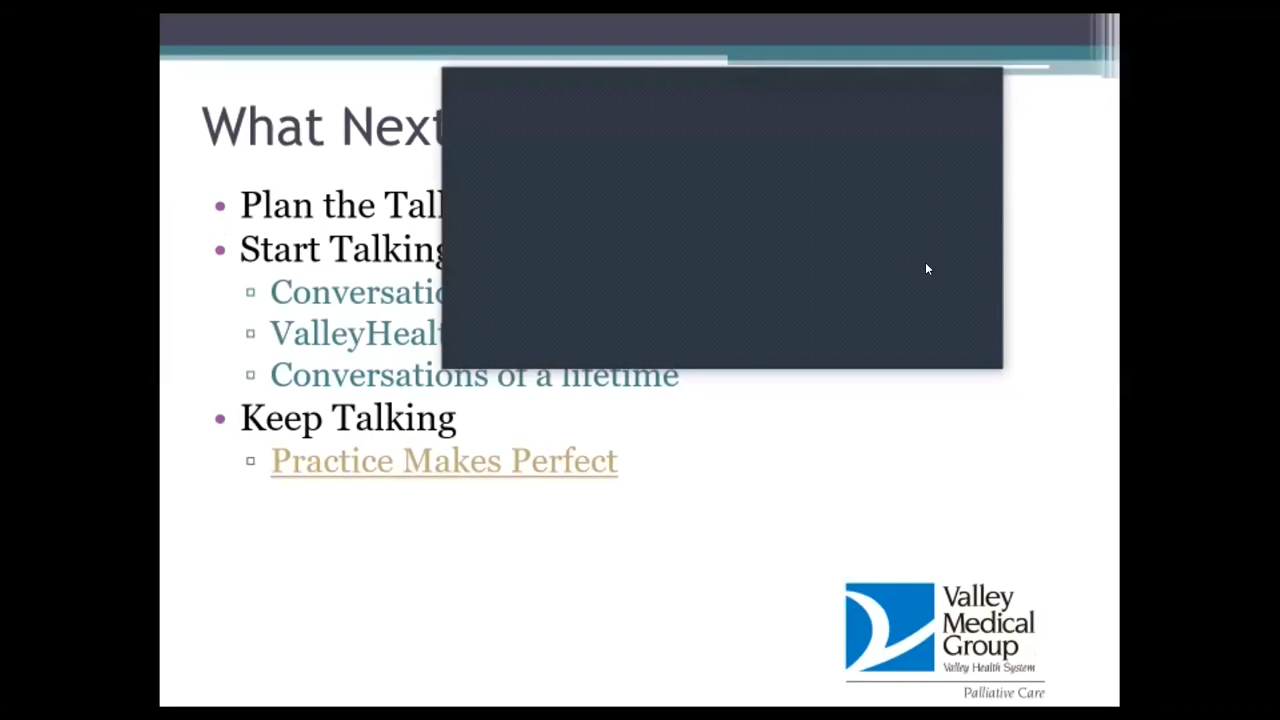 What Next
Plan the Tal
Start Talking
Conversatio
ValleyHealt
Conversations of a lifetime
Keep Talking
Practice Makes Perfect
Valley
Medical
Group
Valley Health System
Palliative Care